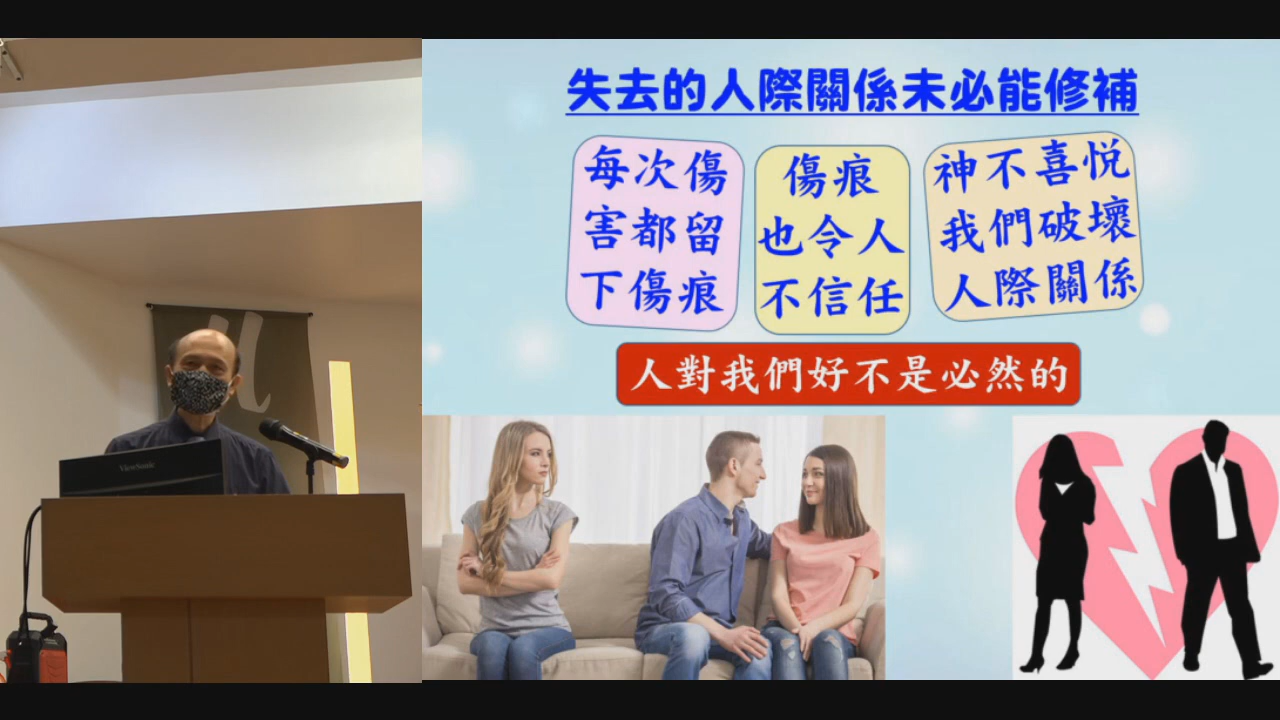 失去的人際關係未必能修補
每次傷
害都留
下傷痕
傷痕
也令人
不信任
神不喜悅
我們破壞
人際關係
人對我們好不是必然的
ViewSonic